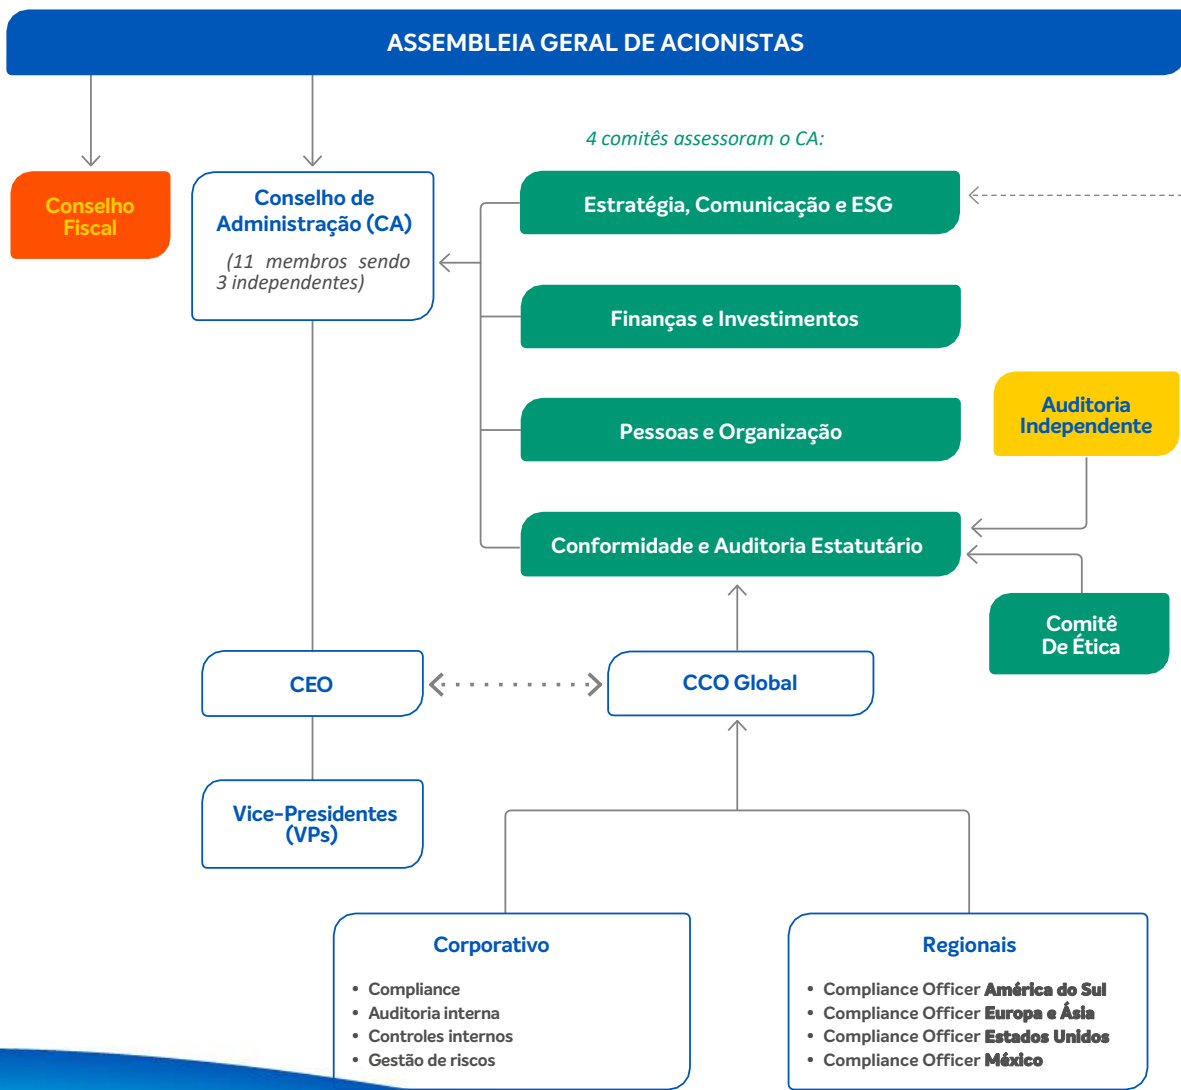 ASSEMBLEIA GERAL DE ACIONISTAS
4 comitês assessoram o CA:
Conselho
Fiscal
Conselho de
Administração (CA)
(11 membros sendo
3 independentes)
Estratégia, Comunicação e ESG
Finanças e Investimentos
Pessoas e Organização
Auditoria
Independente
Conformidade e Auditoria Estatutário
Comitê
De Ética
CEO
CCO Global
Vice-Presidentes
(VPs)
Corporativo
• Compliance
• Auditoria interna
• Controles internos
• Gestão de riscos
Regionais
• Compliance Officer América do Sul
• Compliance Officer Europa e Ásia
• Compliance Officer Estados Unidos
• Compliance Officer México